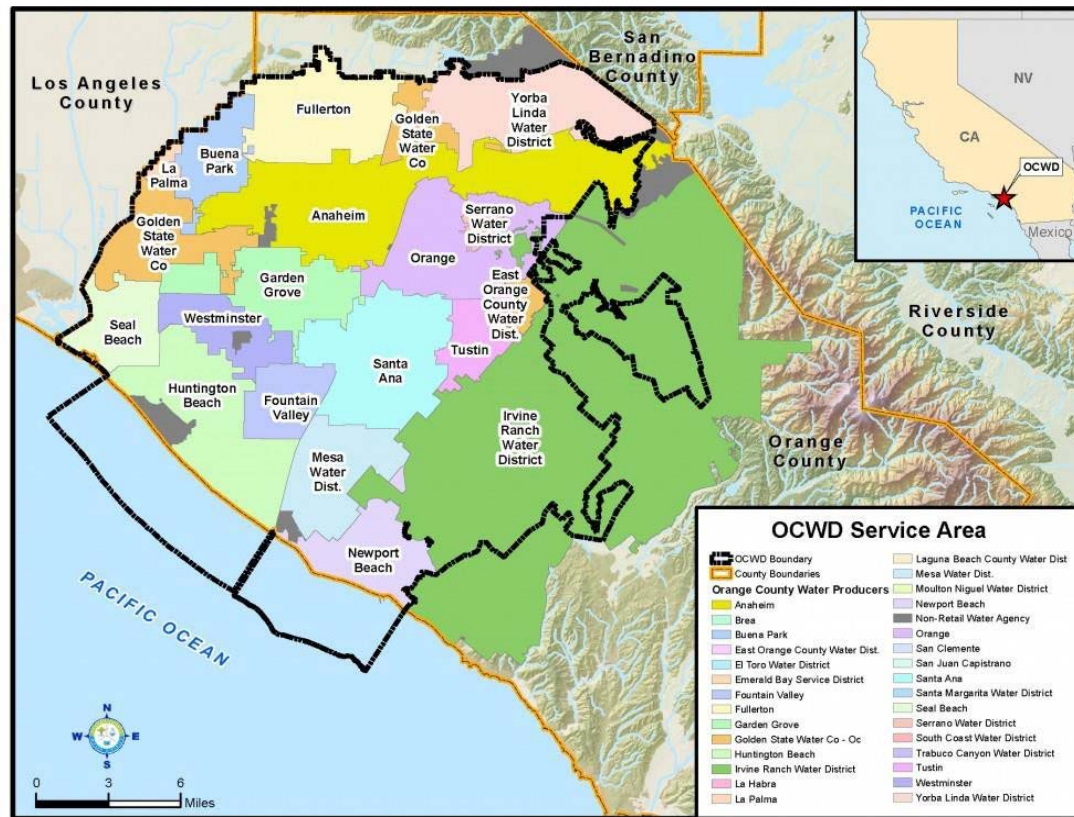 San
Bernadino
County
Los Angeles
County
NV
CA
OCWD
PACIFIC
OCEAN
Mexico
Fullerton
Golden
State
Water
Co
Yorba
Linda
Water
District
Buena
Park
La
Palma
Anaheim
Golden
State
Water
Co
Serrano
Water
District
Orange
Garden
Grove
East
Orange
County
Water
Dist.
Riverside
County
Seal
Beach
Westminster
Tustin
Santa
Ana
Huntington
Beach
Fountain
Valley
Irvine
Ranch
Water
District
Orange
County
Mesa
Water
Dist.
Newport
Beach
PACIFIC OCEAN
N
W
E
S
0
3
6
Miles
OCWD Service Area
OCWD Boundary
County Boundaries
Orange County Water Producers
Anaheim
Brea
Buena Park
East Orange County Water Dist.
El Toro Water District
Emerald Bay Service District
Fountain Valley
Fullerton
Garden Grove
Golden State Water Co - Oc
Huntington Beach
Irvine Ranch Water District
La Habra
La Palma
Laguna Beach County Water Dist
Mesa Water Dist.
Moulton Niguel Water District
Newport Beach
Non-Retail Water Agency
Orange
San Clemente
San Juan Capistrano
Santa Ana
Santa Margarita Water District
Seal Beach
Serrano Water District
South Coast Water District
Trabuco Canyon Water District
Tustin
Westminster
Yorba Linda Water District